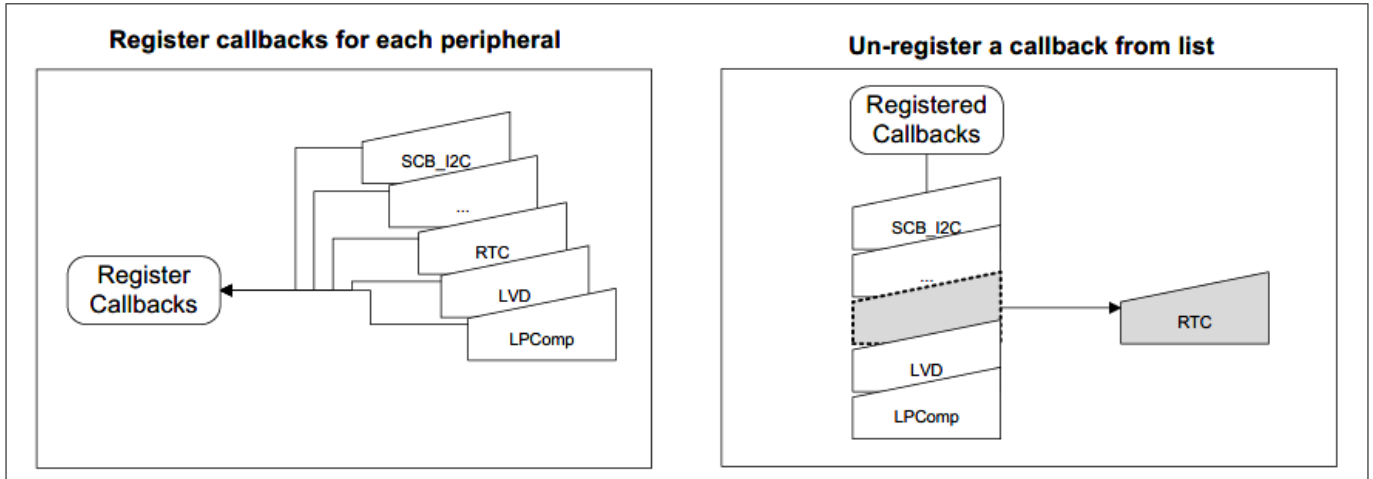 Register callbacks for each peripheral
SCB_I2C
...
RTC
LVD
LPComp
Register
Callbacks
Un-register a callback from list
Registered
Callbacks
SCB_I2C
...
RTC
LVD
LPComp